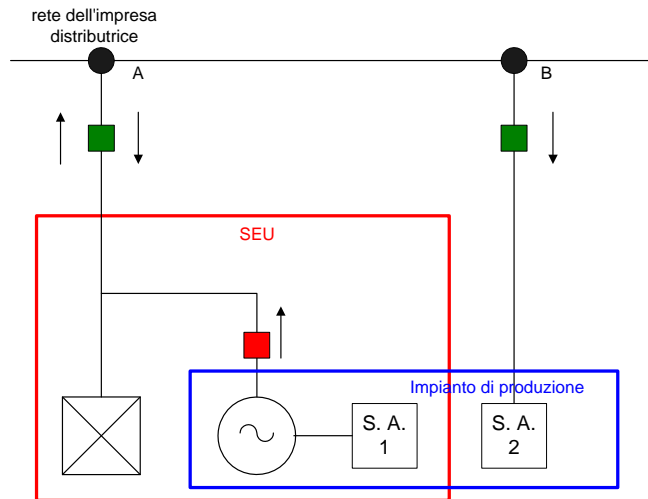 rete dell'impresa
distributrice
A
B
SEU
Impianto di produzione
S. A.
1
S. A.
2